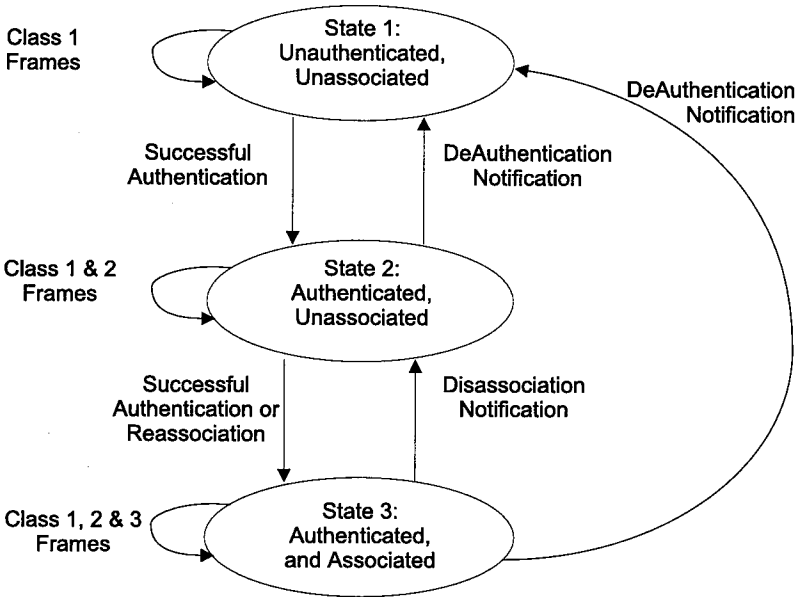 Class 1
Frames
State 1:
Unauthenticated,
Unassociated
DeAuthentication
Notification
Successful
Authentication
DeAuthentication
Notification
Class 1 & 2
Frames
State 2:
Authenticated,
Unassociated
Successful
Authentication or
Reassociation
Disassociation
Notification
Class 1, 2 & 3
Frames
State 3:
Authenticated,
and Associated